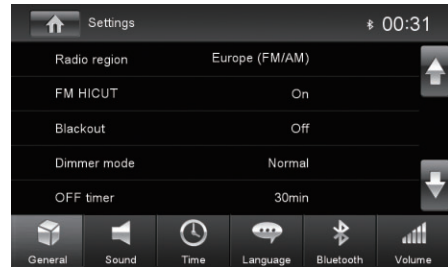 Settings 00:31
Radio region Europe (FM/AM)
FM HICUT On
Blackout Off
Dimmer mode Normal
OFF timer 30min
General Sound Time Language Bluetooth Volume